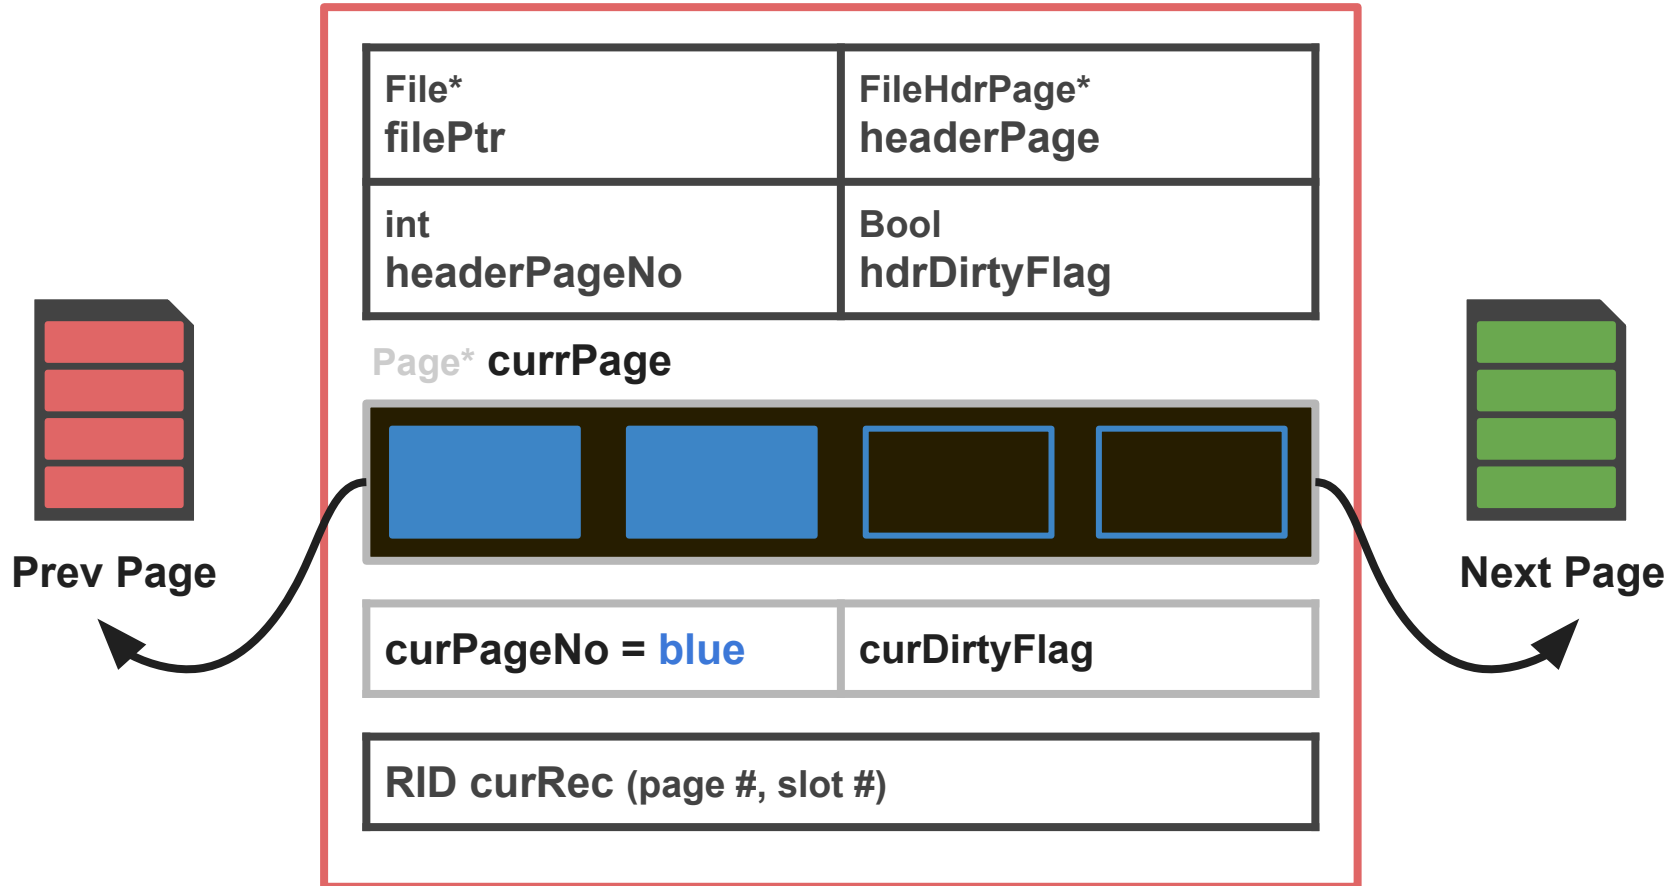 File*
filePtr
FileHdrPage*
headerPage
int
headerPageNo
Bool
hdrDirtyFlag
Page* currPage
Prev Page
Next Page
curPageNo = blue
curDirtyFlag
RID curRec (page #, slot #)